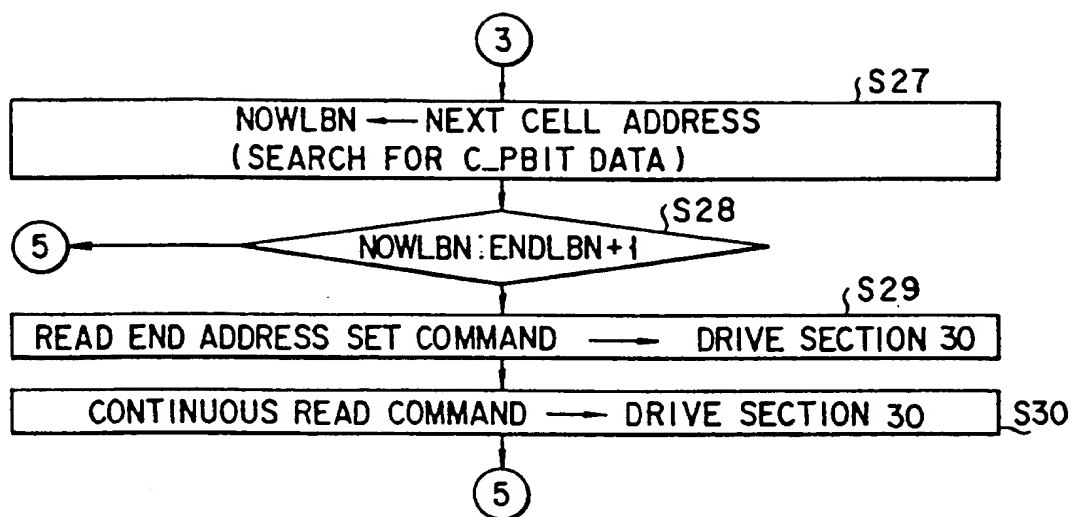 3
S27
NOWLBN ← NEXT CELL ADDRESS
(SEARCH FOR C_PBIT DATA)
S28
5
NOWLBN:ENDLBN+1
S29
READ END ADDRESS SET COMMAND → DRIVE SECTION 30
CONTINUOUS READ COMMAND → DRIVE SECTION 30
S30
5